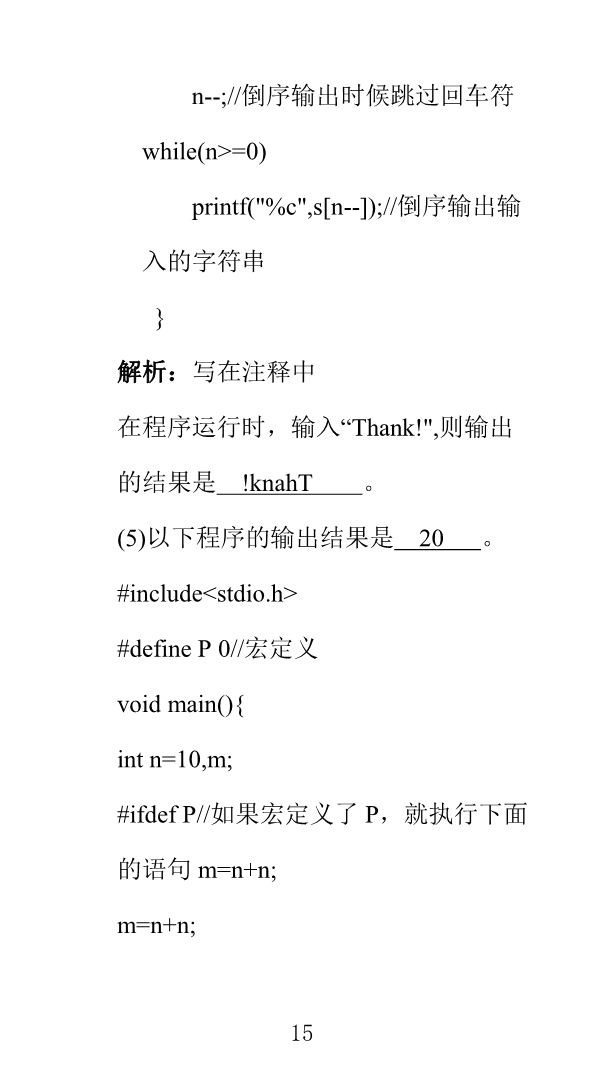 n--;//倒序输出时候跳过回车符
while(n>=0)
printf("%c",s[n--]);//倒序输出输
入的字符串
}
解析：写在注释中
在程序运行时，输入“Thank!",则输出
的结果是__!knahT____。
(5)以下程序的输出结果是__20___。
#include<stdio.h>
#define P 0//宏定义
void main(){
int n=10,m;
#ifdef P//如果宏定义了 P，就执行下面
的语句 m=n+n;
m=n+n;
15